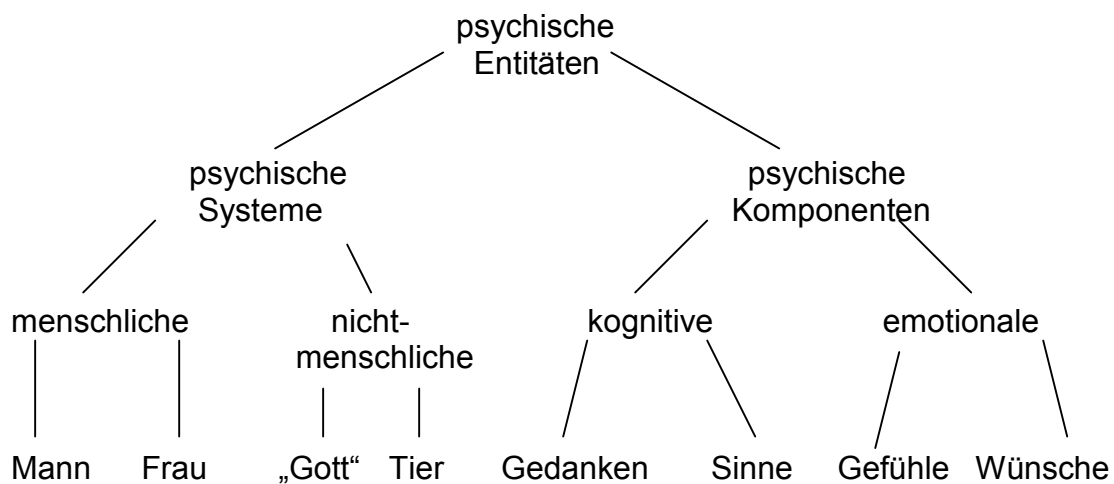 psychische
Entitäten
psychische
Systeme
psychische
Komponenten
menschliche
nicht-
menschliche
kognitive
emotionale
Mann
Frau
„Gott“
Tier
Gedanken
Sinne
Gefühle
Wünsche